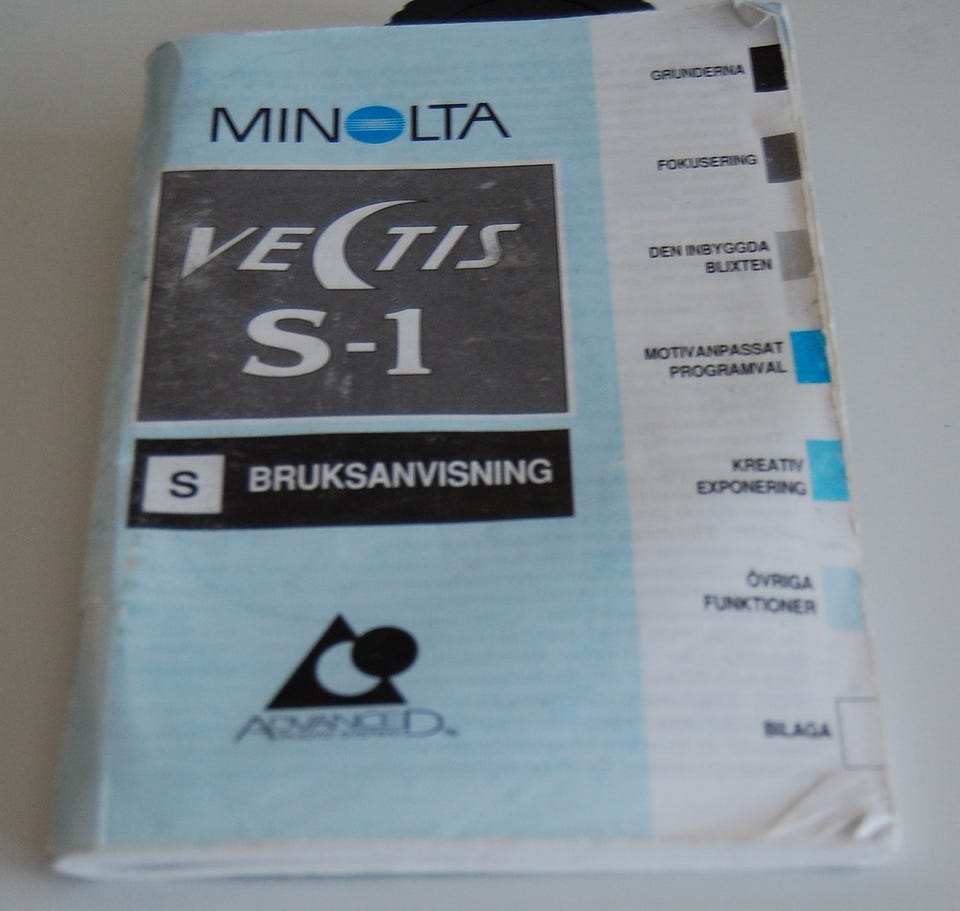 MINOLTA
VECTIS
S-1
S BRUKSANVISNING
ADVANCED
GRUNDERNA
FOKUSERING
DEN INBYGGDA
BLIXTEN
MOTIVANPASSAT
PROGRAMVAL
KREATIV
EXPONERING
ÖVRIGA
FUNKTIONER
BILAGA